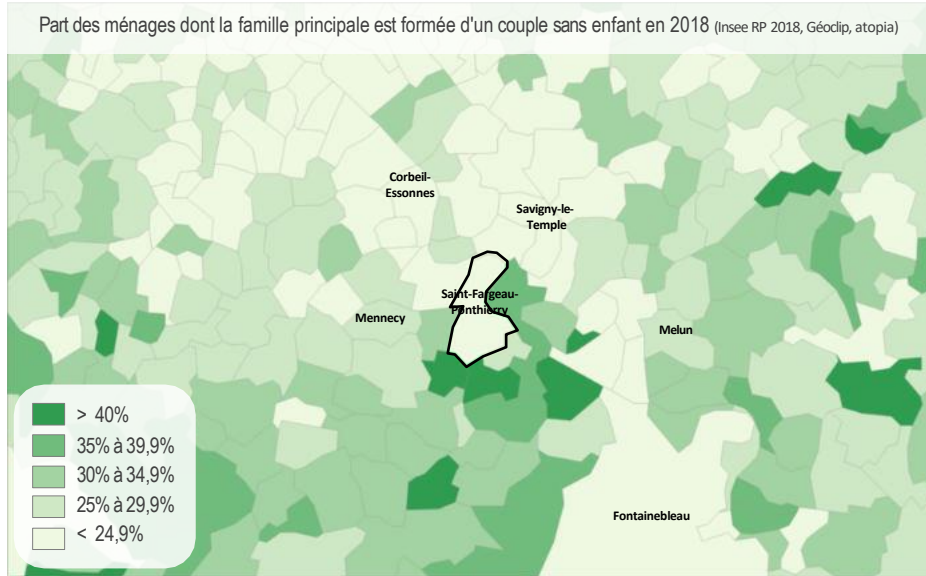 Part des ménages dont la famille principale est formée d'un couple sans enfant en 2018 (Insee RP 2018, Géoclip, atopia)
Corbeil-
Essonnes
Savigny-le-
Temple
Saint-Fargeau-
Ponthierry
Mennecy
Melun
> 40%
35% à 39,9%
30% à 34,9%
25% à 29,9%
< 24,9%
Fontainebleau